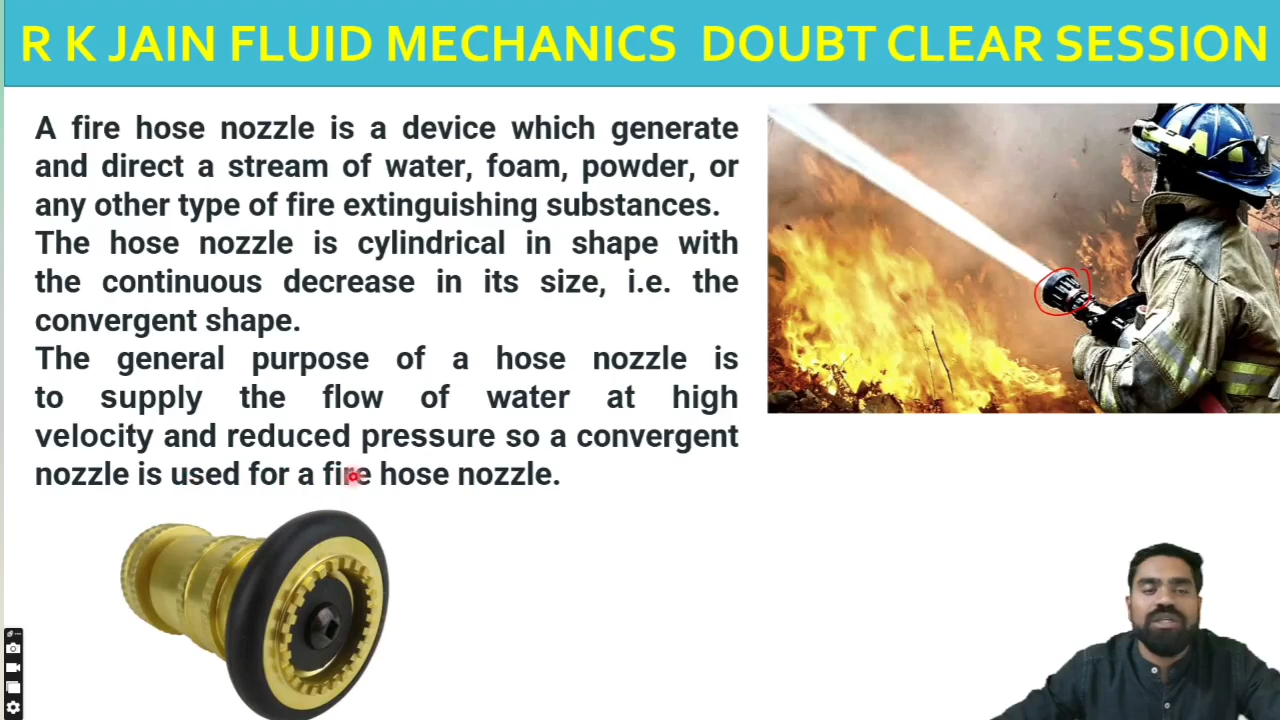 R K JAIN FLUID MECHANICS DOUBT CLEAR SESSION
A fire hose nozzle is a device which generate
and direct a stream of water, foam, powder, or
any other type of fire extinguishing substances.
The hose nozzle is cylindrical in shape with
the continuous decrease in its size, i.e. the
convergent shape.
The general purpose of a hose nozzle is
to supply the flow of water at high
velocity and reduced pressure so a convergent
nozzle is used for a fire hose nozzle.